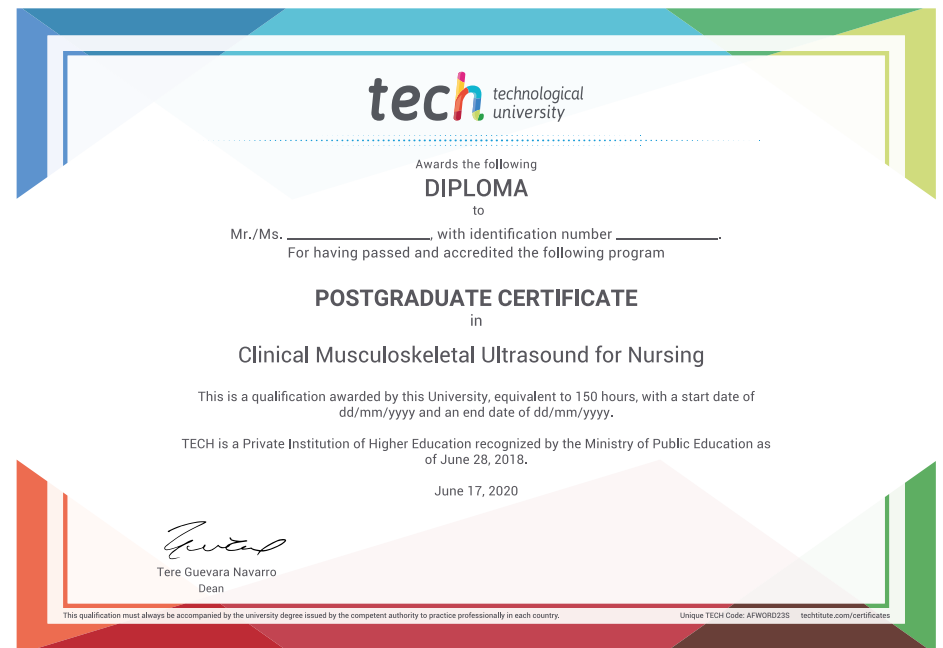 tech technological
university
Awards the following
DIPLOMA
to
Mr./Ms. ____________________, with identification number ______________.
For having passed and accredited the following program
POSTGRADUATE CERTIFICATE
in
Clinical Musculoskeletal Ultrasound for Nursing
This is a qualification awarded by this University, equivalent to 150 hours, with a start date of
dd/mm/yyyy and an end date of dd/mm/yyyy.
TECH is a Private Institution of Higher Education recognized by the Ministry of Public Education as
of June 28, 2018.
June 17, 2020
Tere Guevara Navarro
Dean
This qualification must always be accompanied by the university degree issued by the competent authority to practice professionally in each country.
Unique TECH Code: AFWORD23S techtitute.com/certificates